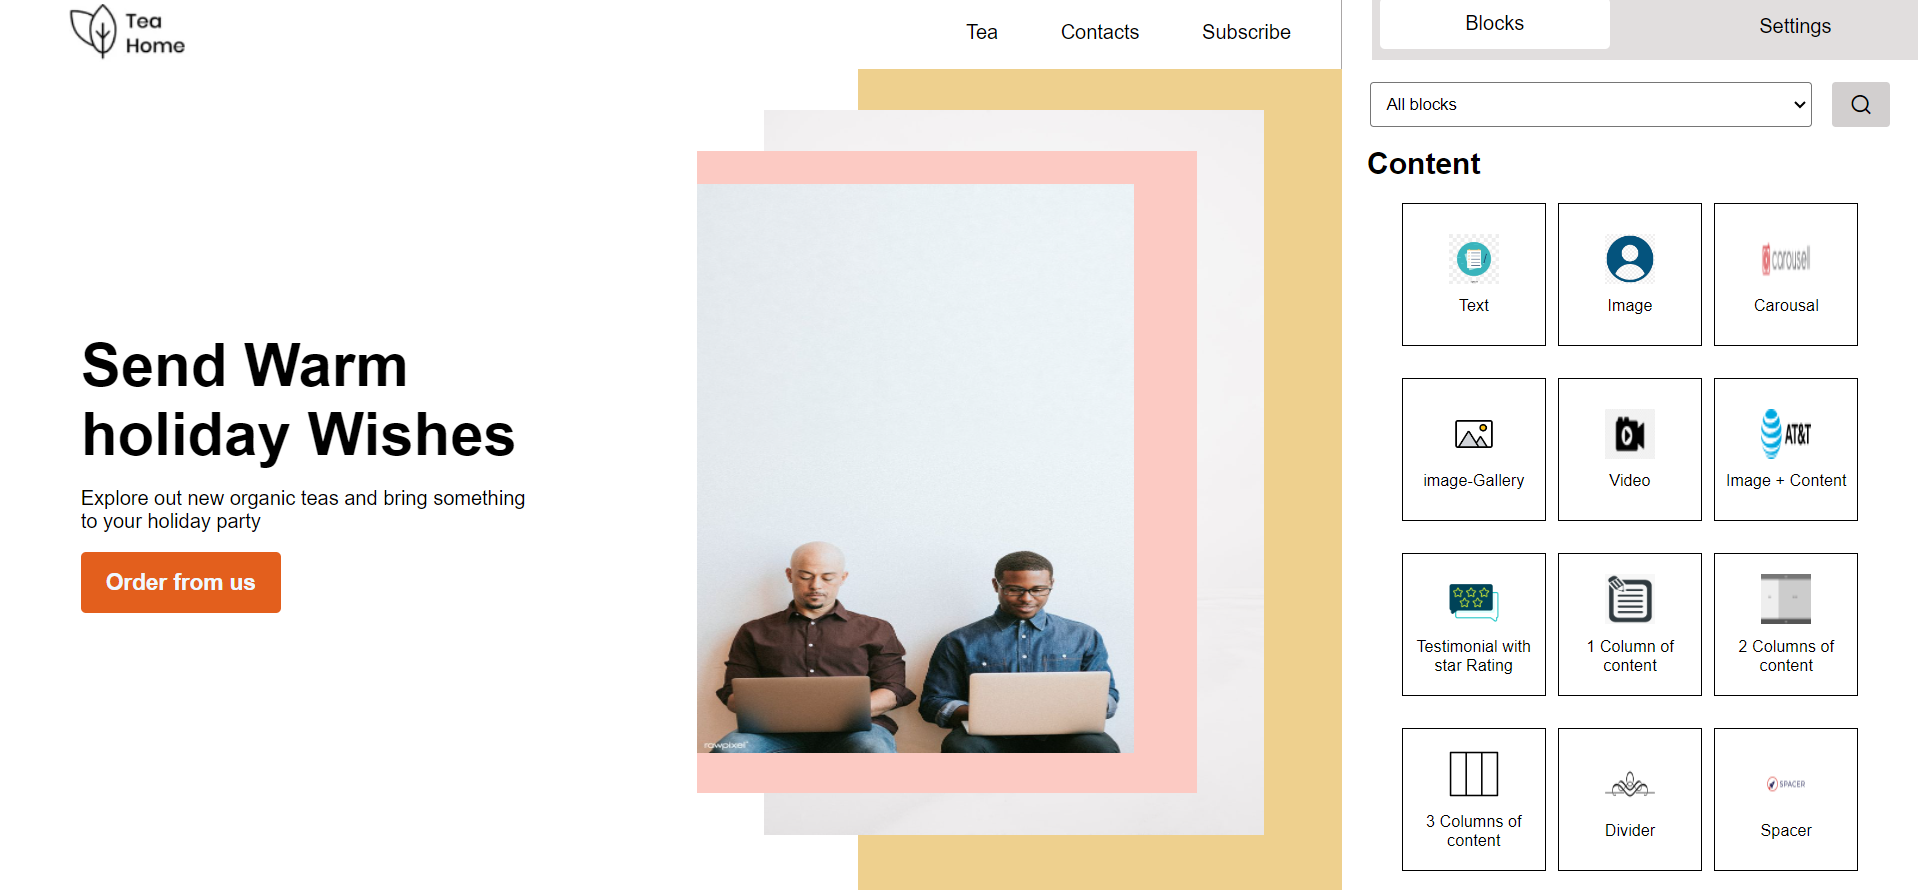 Tea
Home
Tea
Contacts
Subscribe
Send Warm
holiday Wishes
Explore out new organic teas and bring something
to your holiday party
Order from us
rawpixel
Blocks
Settings
All blocks
Content
Text
Image
carousell
Carousal
image-Gallery
Video
AT&T
Image + Content
Testimonial with
star Rating
1 Column of
content
2 Columns of
content
3 Columns of
content
Divider
SPACER
Spacer